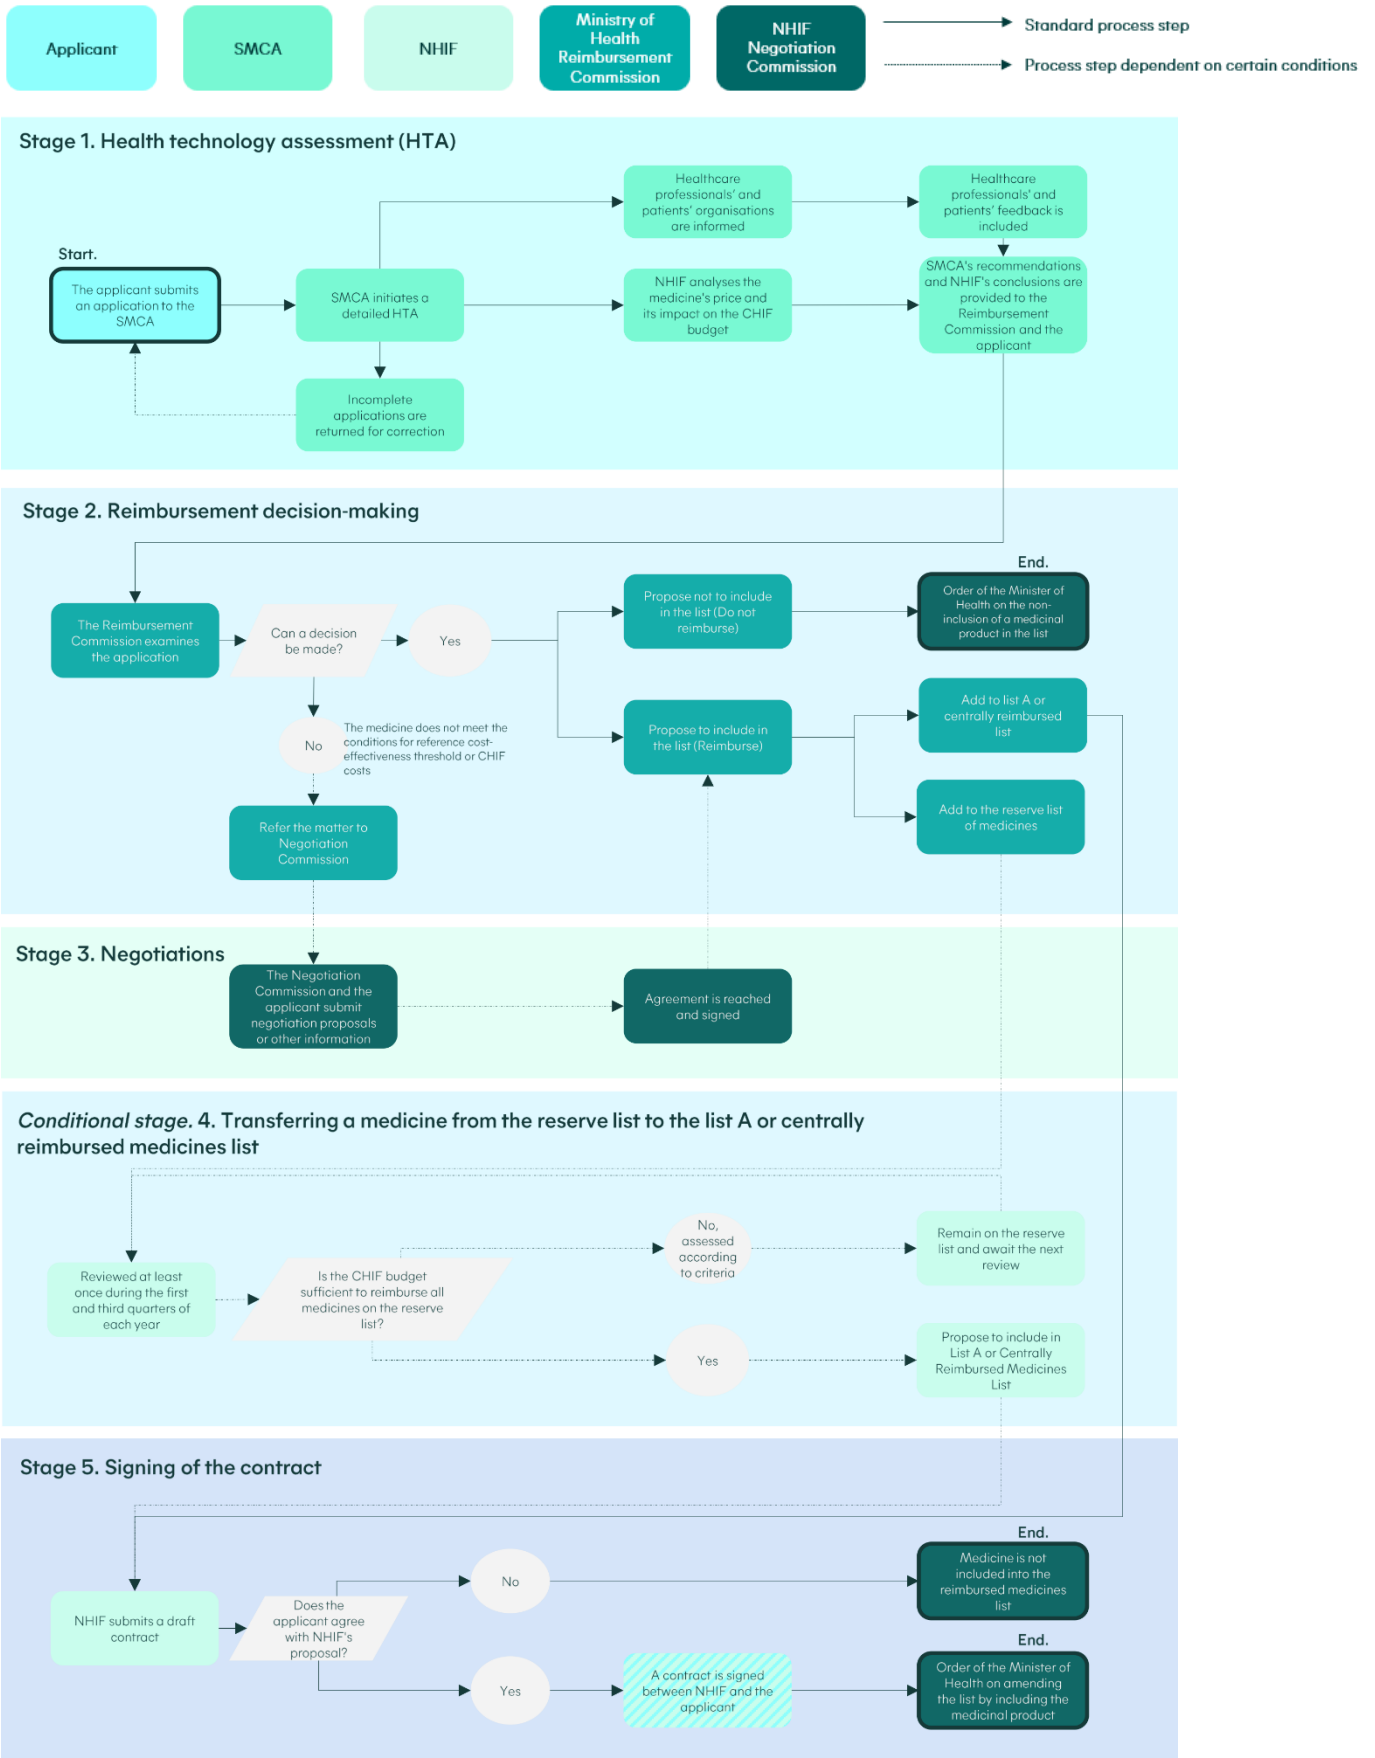 Applicant
SMCA
NHIF
Ministry of
Health
Reimbursement
Commission
NHIF
Negotiation
Commission
Standard process step
Process step dependent on certain conditions
Stage 1. Health technology assessment (HTA)
Start.
The applicant submits
an application to the
SMCA
SMCA initiates a
detailed HTA
Incomplete
applications are
returned for correction
Healthcare
professionals' and
patients' organisations
are informed
Healthcare
professionals' and
patients' feedback is
included
NHIF analyses the
medicine's price and
its impact on the CHIF
budget
SMCA's recommendations
and NHIF's conclusions are
provided to the
Reimbursement
Commission and the
applicant
Stage 2. Reimbursement decision-making
The Reimbursement
Commission examines
the application
Can a decision
be made?
Yes
No
The medicine does not meet the
conditions for reference cost-
effectiveness threshold or CHIF
costs
Refer the matter to
Negotiation
Commission
Propose not to include
in the list (Do not
reimburse)
End.
Order of the Minister of
Health on the non-
inclusion of a medicinal
product in the list
Propose to include in
the list (Reimburse)
Add to list A or
centrally reimbursed
list
Add to the reserve list
of medicines
Stage 3. Negotiations
The Negotiation
Commission and the
applicant submit
negotiation proposals
or other information
Agreement is reached
and signed
Conditional stage. 4. Transferring a medicine from the reserve list to the list A or centrally
reimbursed medicines list
Reviewed at least
once during the first
and third quarters of
each year
Is the CHIF budget
sufficient to reimburse all
medicines on the reserve
list?
No,
assessed
according
to criteria
Remain on the reserve
list and await the next
review
Yes
Propose to include in
List A or Centrally
Reimbursed Medicines
List
Stage 5. Signing of the contract
NHIF submits a draft
contract
Does the
applicant agree
with NHIF's
proposal?
No
End.
Medicine is not
included into the
reimbursed medicines
list
Yes
A contract is signed
between NHIF and the
applicant
End.
Order of the Minister of
Health on amending
the list by including the
medicinal product